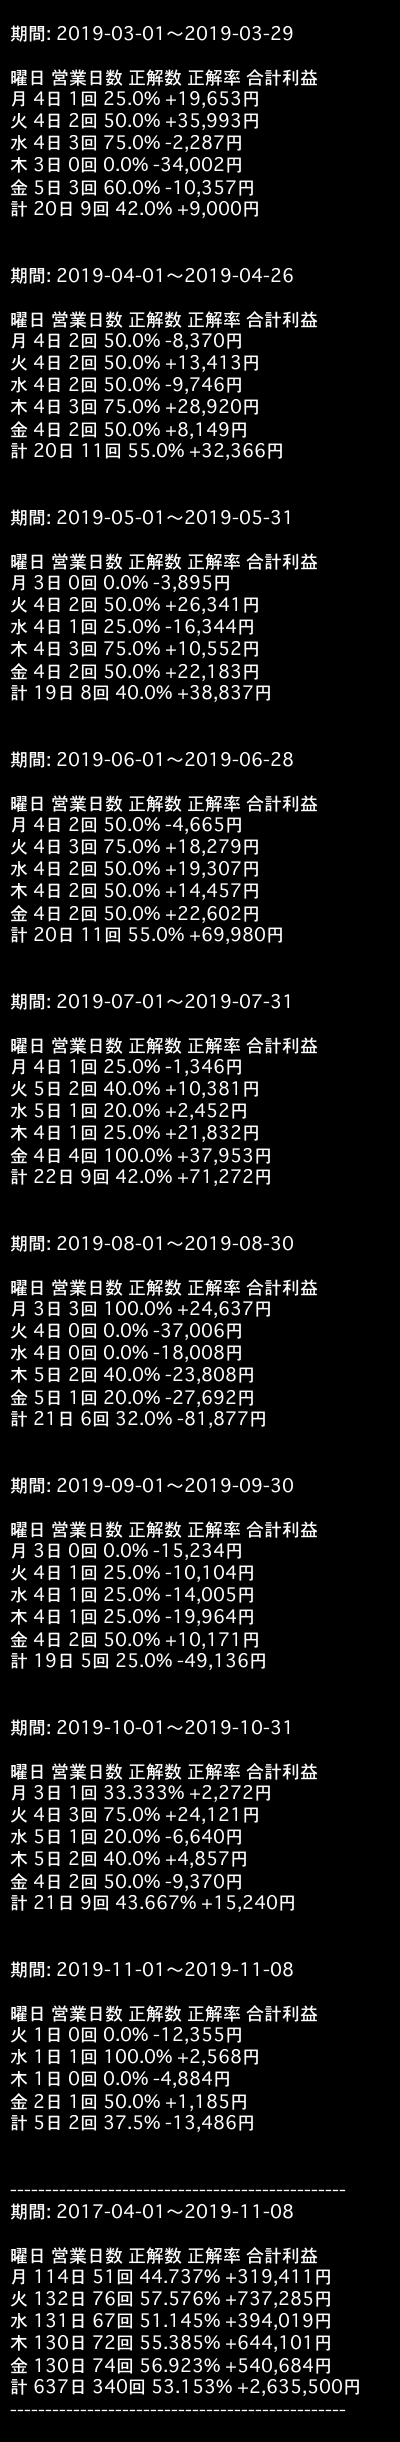 期間: 2019-03-01〜2019-03-29
曜日 営業日数 正解数 正解率 合計利益
月 4日 1回 25.0% +19,653円
火 4日 2回 50.0% +35,993円
水 4日 3回 75.0% -2,287円
木 3日 0回 0.0% -34,002円
金 5日 3回 60.0% -10,357円
計 20日 9回 42.0% +9,000円
期間: 2019-04-01〜2019-04-26
曜日 営業日数 正解数 正解率 合計利益
月 4日 2回 50.0% -8,370円
火 4日 2回 50.0% +13,413円
水 4日 2回 50.0% -9,746円
木 4日 3回 75.0% +28,920円
金 4日 2回 50.0% +8,149円
計 20日 11回 55.0% +32,366円
期間: 2019-05-01〜2019-05-31
曜日 営業日数 正解数 正解率 合計利益
月 3日 0回 0.0% -3,895円
火 4日 2回 50.0% +26,341円
水 4日 1回 25.0% -16,344円
木 4日 3回 75.0% +10,552円
金 4日 2回 50.0% +22,183円
計 19日 8回 40.0% +38,837円
期間: 2019-06-01〜2019-06-28
曜日 営業日数 正解数 正解率 合計利益
月 4日 2回 50.0% -4,665円
火 4日 3回 75.0% +18,279円
水 4日 2回 50.0% +19,307円
木 4日 2回 50.0% +14,457円
金 4日 2回 50.0% +22,602円
計 20日 11回 55.0% +69,980円
期間: 2019-07-01〜2019-07-31
曜日 営業日数 正解数 正解率 合計利益
月 4日 1回 25.0% -1,346円
火 5日 2回 40.0% +10,381円
水 5日 1回 20.0% +2,452円
木 4日 1回 25.0% +21,832円
金 4日 4回 100.0% +37,953円
計 22日 9回 42.0% +71,272円
期間: 2019-08-01〜2019-08-30
曜日 営業日数 正解数 正解率 合計利益
月 3日 3回 100.0% +24,637円
火 4日 0回 0.0% -37,006円
水 4日 0回 0.0% -18,008円
木 5日 2回 40.0% -23,808円
金 5日 1回 20.0% -27,692円
計 21日 6回 32.0% -81,877円
期間: 2019-09-01〜2019-09-30
曜日 営業日数 正解数 正解率 合計利益
月 3日 0回 0.0% -15,234円
火 4日 1回 25.0% -10,104円
水 4日 1回 25.0% -14,005円
木 4日 1回 25.0% -19,964円
金 4日 2回 50.0% +10,171円
計 19日 5回 25.0% -49,136円
期間: 2019-10-01〜2019-10-31
曜日 営業日数 正解数 正解率 合計利益
月 3日 1回 33.333% +2,272円
火 4日 3回 75.0% +24,121円
水 5日 1回 20.0% -6,640円
木 5日 2回 40.0% +4,857円
金 4日 2回 50.0% -9,370円
計 21日 9回 43.667% +15,240円
期間: 2019-11-01〜2019-11-08
曜日 営業日数 正解数 正解率 合計利益
火 1日 0回 0.0% -12,355円
水 1日 1回 100.0% +2,568円
木 1日 0回 0.0% -4,884円
金 2日 1回 50.0% +1,185円
計 5日 2回 37.5% -13,486円
------------------------------------------------
期間: 2017-04-01〜2019-11-08
曜日 営業日数 正解数 正解率 合計利益
月 114日 51回 44.737% +319,411円
火 132日 76回 57.576% +737,285円
水 131日 67回 51.145% +394,019円
木 130日 72回 55.385% +644,101円
金 130日 74回 56.923% +540,684円
計 637日 340回 53.153% +2,635,500円
------------------------------------------------